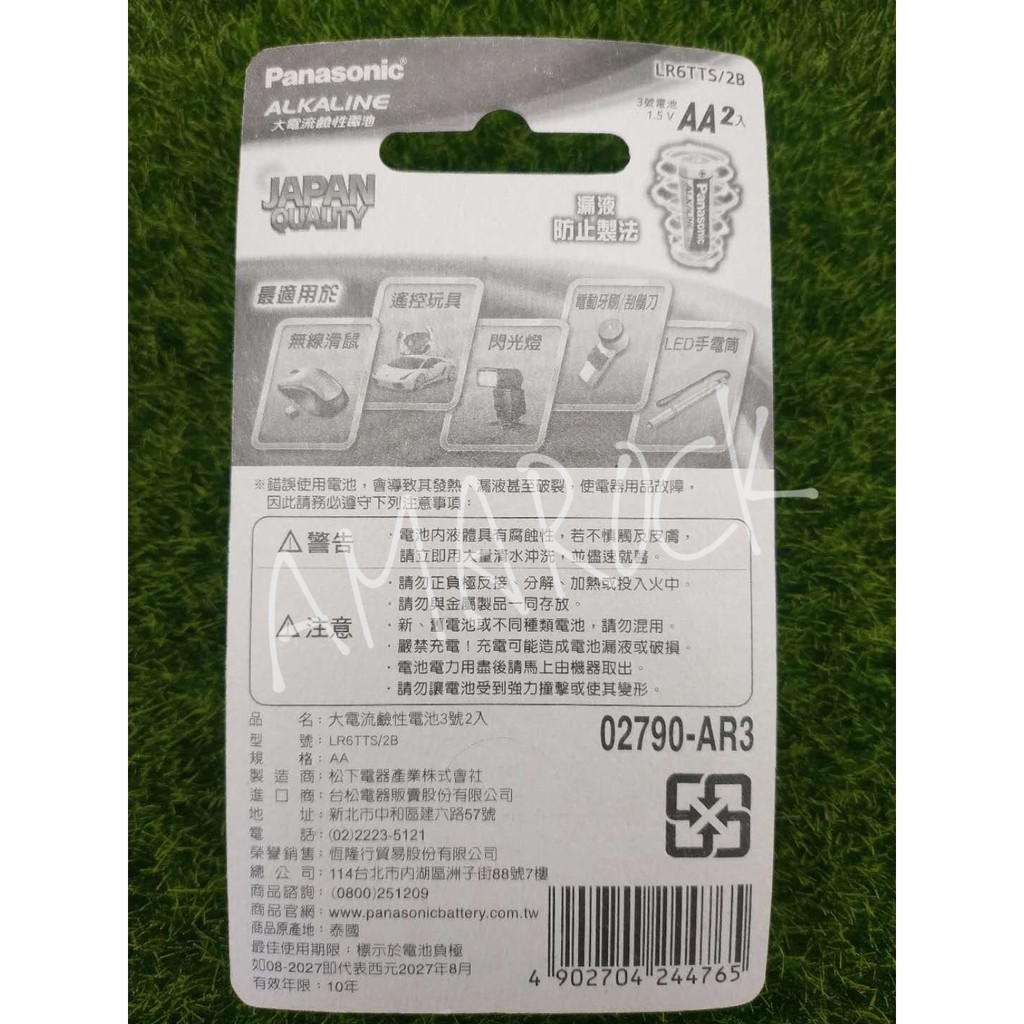 Panasonic
ALKALINE
大電流鹼性電池
LR6TTS/2B
3號電池
1.5 V
AA2入
JAPAN
QUALITY
漏液
防止製法
Panasonic
最適用於
無線滑鼠
遙控玩具
閃光燈
電動牙刷/刮鬍刀
LED手電筒
※錯誤使用電池，會導致其發熱、漏液甚至破裂，使電器用品故障，
因此請務必遵守下列注意事項：
警告
・電池內液體具有腐蝕性，若不慎觸及皮膚，
請立即用大量清水沖洗，並儘速就醫。
注意
・請勿正負極反接、分解、加熱或投入火中。
・請勿與金屬製品一同存放。
・新、舊電池或不同種類電池，請勿混用。
・嚴禁充電！充電可能造成電池漏液或破損。
・電池電力用盡後請馬上由機器取出。
・請勿讓電池受到強力撞擊或使其變形。
AMNROCK
品名：大電流鹼性電池3號2入
型號：LR6TTS/2B
規格：AA
製造商：松下電器產業株式會社
進口商：台松電器販賣股份有限公司
地址：新北市中和區建六路57號
電話：(02)2223-5121
榮譽銷售：恆隆行貿易股份有限公司
總公司：114台北市內湖區洲子街88號7樓
商品諮詢：(0800)251209
商品官網：www.panasonicbattery.com.tw
商品原產地：泰國
最佳使用期限：標示於電池負極
如08-2027即代表西元2027年8月
有效年限：10年
02790-AR3
4 902704 244765